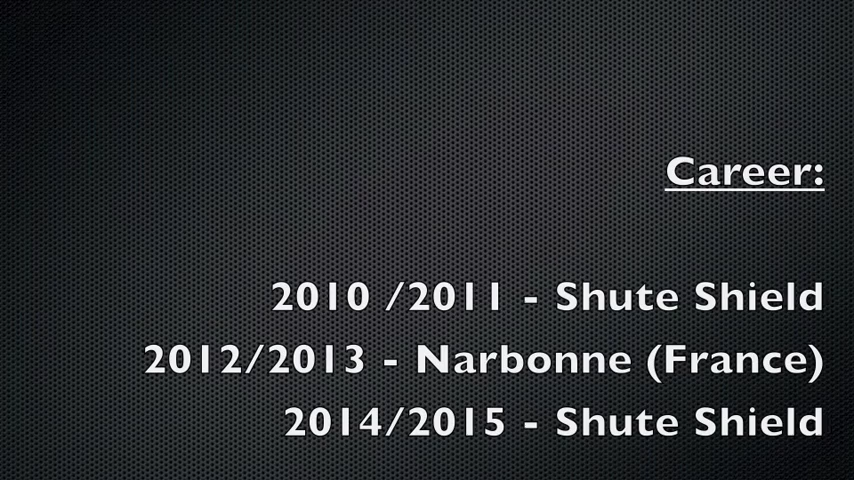 Career:
2010 /2011 - Shute Shield
2012/2013 - Narbonne (France)
2014/2015 - Shute Shield